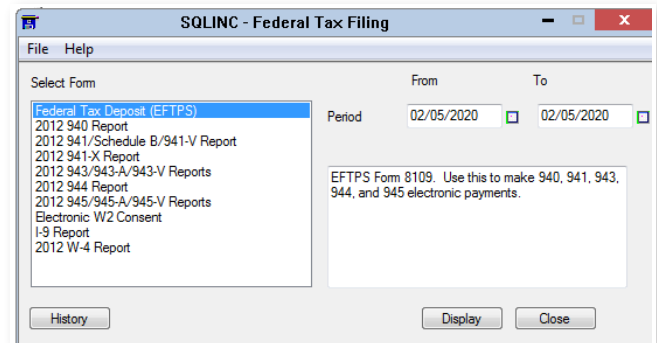 SQLINC - Federal Tax Filing
File Help
Select Form
From To
Federal Tax Deposit (EFTPS)
2012 940 Report
2012 941/Schedule B/941-V Report
2012 941-X Report
2012 943/943-A/943-V Reports
2012 944 Report
2012 945/945-A/945-V Reports
Electronic W2 Consent
I-9 Report
2012 W-4 Report
Period 02/05/2020 02/05/2020
EFTPS Form 8109. Use this to make 940, 941, 943,
944, and 945 electronic payments.
History Display Close